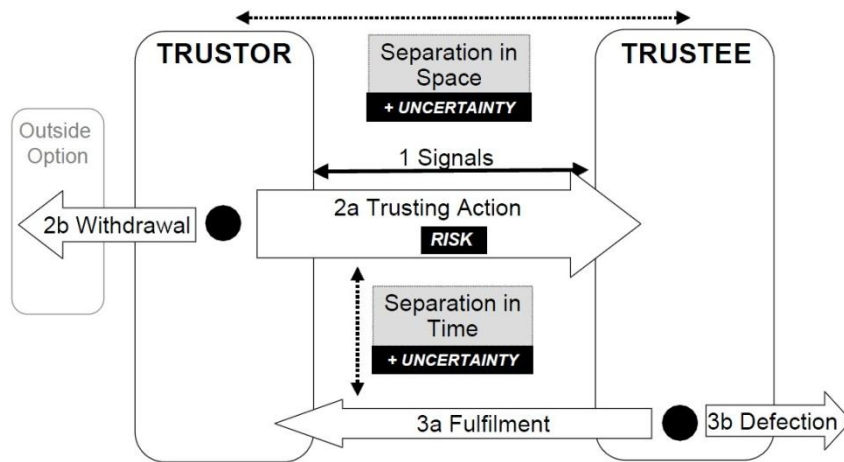 TRUSTOR
TRUSTEE
Separation in
Space
+ UNCERTAINTY
Outside
Option
1 Signals
2b Withdrawal
2a Trusting Action
RISK
Separation in
Time
+ UNCERTAINTY
3a Fulfilment
3b Defection